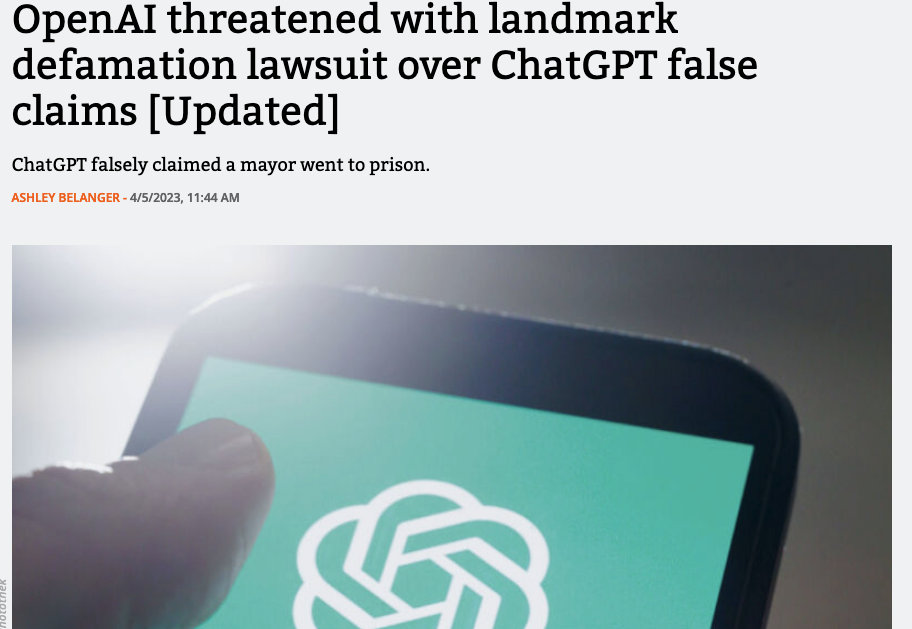 OpenAI threatened with landmark
defamation lawsuit over ChatGPT false
claims [Updated]
ChatGPT falsely claimed a mayor went to prison.
ASHLEY BELANGER - 4/5/2023, 11:44 AM